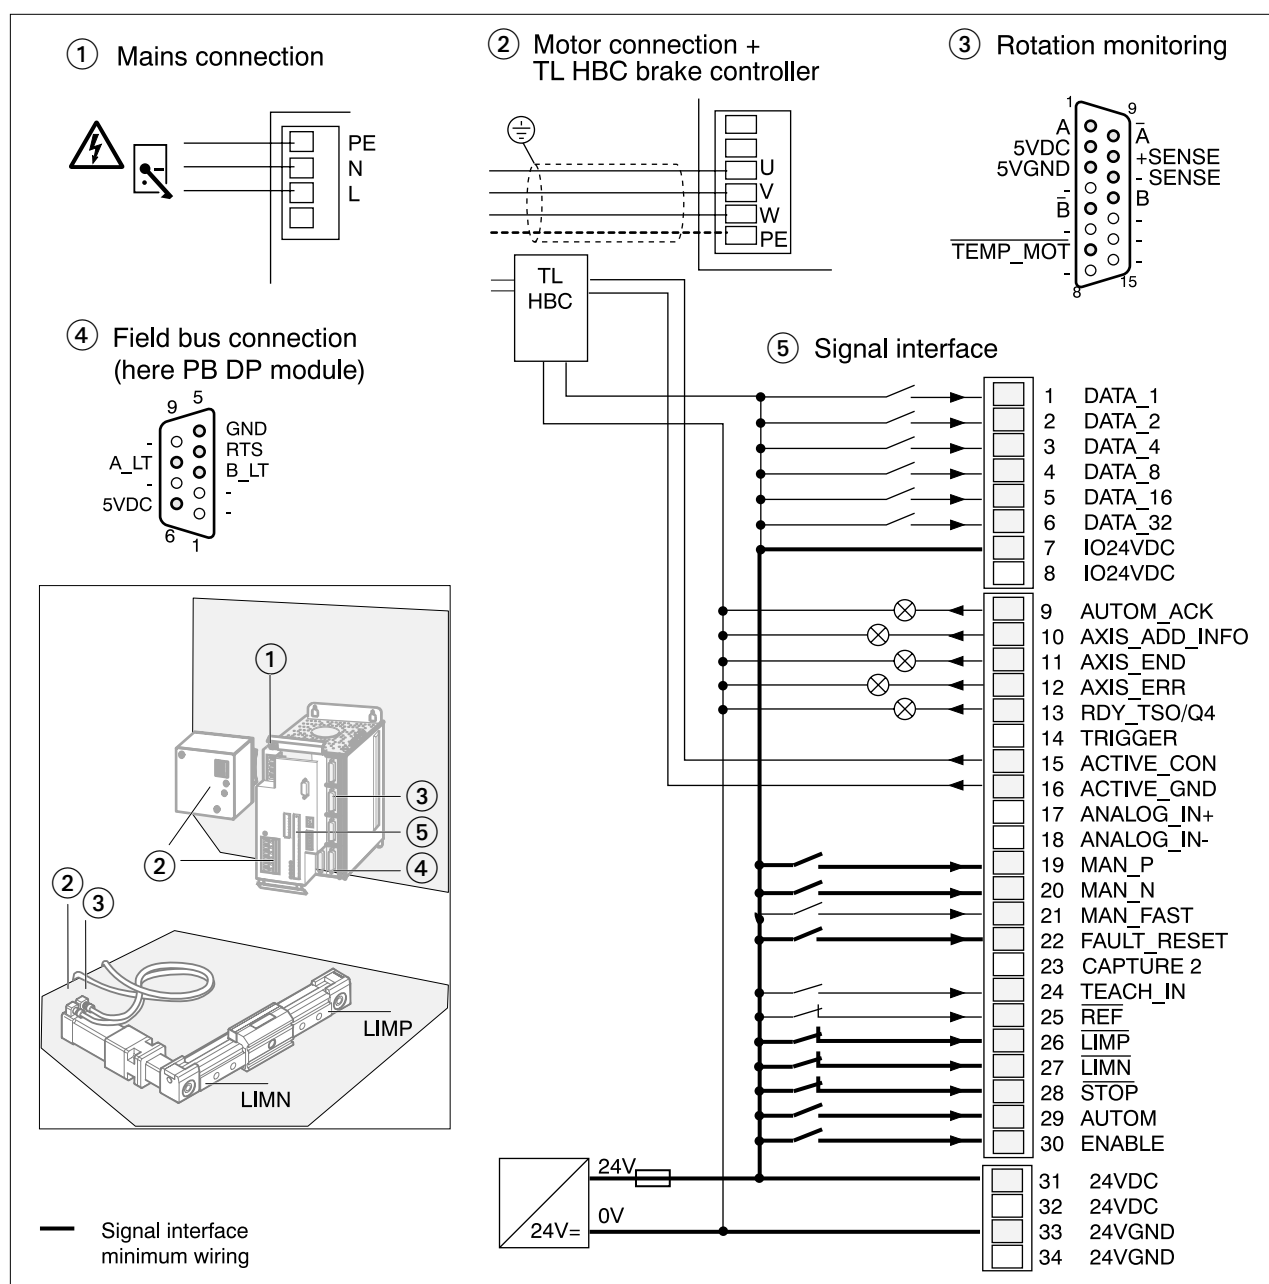 1 Mains connection
PE
N
L
2 Motor connection +
TL HBC brake controller
U
V
W
PE
TL
HBC
3 Rotation monitoring
1
9
A
A̅
5VDC
+SENSE
5VGND
- SENSE
-
B
B̅
-
-
-
T̅E̅M̅P̅_̅M̅O̅T̅
-
-
8
15
4 Field bus connection
(here PB DP module)
9 5
GND
-
RTS
A_LT
B_LT
-
-
5VDC
-
6
1
5 Signal interface
1 DATA_1
2 DATA_2
3 DATA_4
4 DATA_8
5 DATA_16
6 DATA_32
7 IO24VDC
8 IO24VDC
9 AUTOM_ACK
10 AXIS_ADD_INFO
11 AXIS_END
12 AXIS_ERR
13 RDY_TSO/Q4
14 TRIGGER
15 ACTIVE_CON
16 ACTIVE_GND
17 ANALOG_IN+
18 ANALOG_IN-
19 MAN_P
20 MAN_N
21 MAN_FAST
22 FAULT_RESET
23 CAPTURE 2
24 TEACH_IN
25 R̅E̅F̅
26 L̅I̅M̅P̅
27 L̅I̅M̅N̅
28 S̅T̅O̅P̅
29 AUTOM
30 ENABLE
31 24VDC
32 24VDC
33 24VGND
34 24VGND
24V
0V
24V=
1
3
5
2
4
2
3
LIMP
LIMN
Signal interface
minimum wiring